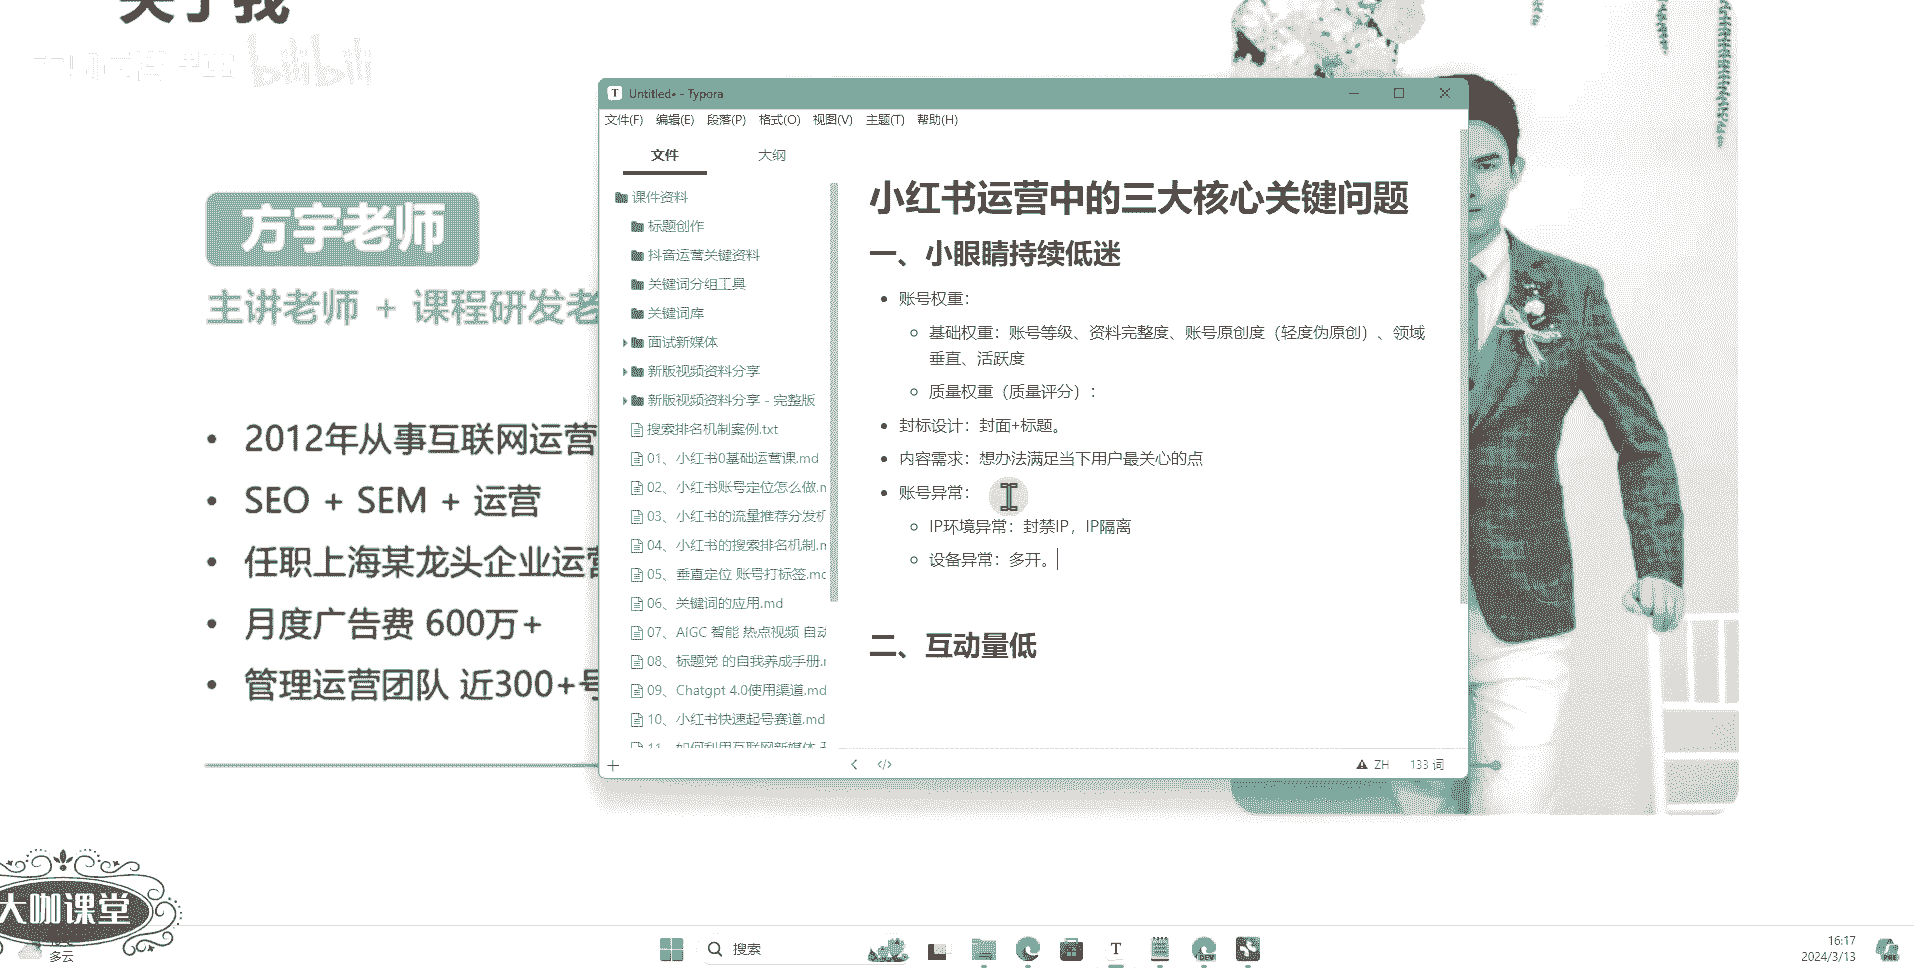 关于我
bilibili
方宇老师
主讲老师 + 课程研发老
2012年从事互联网运营
SEO + SEM + 运营
任职上海某龙头企业运营
月度广告费 600万+
管理运营团队 近300+号
Untitled• - Typora
文件(F) 编辑(E) 段落(P) 格式(O) 视图(V) 主题(T) 帮助(H)
文件 大纲
课件资料
标题创作
抖音运营关键资料
关键词分组工具
关键词库
面试新媒体
新版视频资料分享
新版视频资料分享 - 完整版
搜索排名机制案例.txt
01、小红书0基础运营课.md
02、小红书账号定位怎么做.m
03、小红书的流量推荐分发机
04、小红书的搜索排名机制.m
05、垂直定位 账号打标签.md
06、关键词的应用.md
07、AIGC 智能 热点视频 自动
08、标题党 的自我养成手册.m
09、Chatgpt 4.0使用渠道.md
10、小红书快速起号赛道.md
11、如何利用互联网新媒体
小红书运营中的三大核心关键问题
一、小眼睛持续低迷
账号权重：
基础权重：账号等级、资料完整度、账号原创度（轻度伪原创）、领域
垂直、活跃度
质量权重（质量评分）：
封标设计：封面+标题。
内容需求：想办法满足当下用户最关心的点
账号异常：
IP环境异常：封禁IP，IP隔离
设备异常：多开。
二、互动量低
ZH 133 词
大咖课堂
多云
搜索
DEV
PRE
16:17
2024/3/13